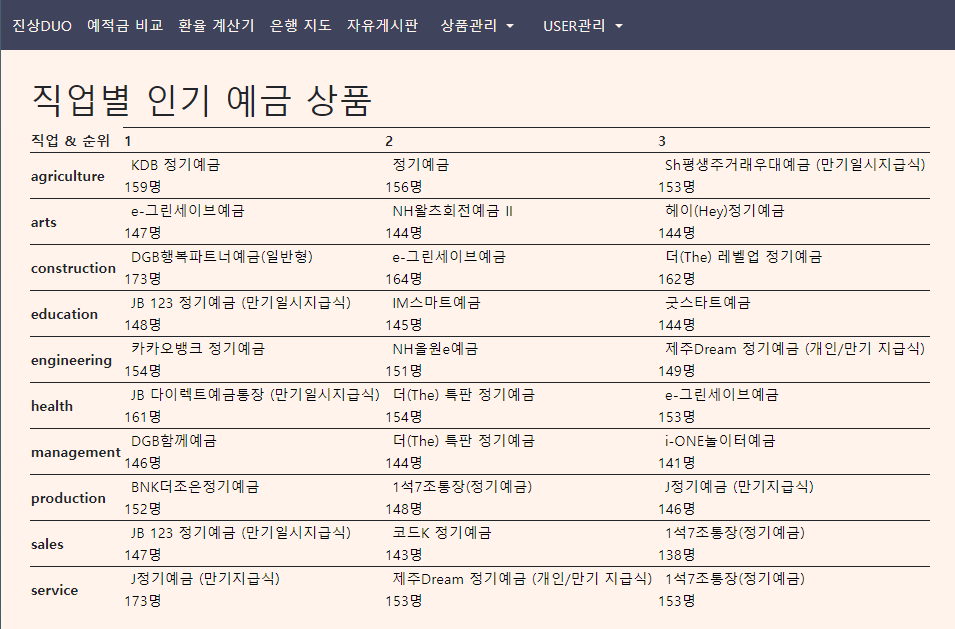 진상DUO 예적금 비교 환율 계산기 은행 지도 자유게시판 상품관리 USER관리
직업별 인기 예금 상품
직업 & 순위 1 2 3
agriculture
KDB 정기예금 정기예금 Sh평생주거래우대예금 (만기일시지급식)
159명 156명 153명
arts
e-그린세이브예금 NH왈츠회전예금 II 헤이(Hey)정기예금
147명 144명 144명
construction
DGB행복파트너예금(일반형) e-그린세이브예금 더(The) 레벨업 정기예금
173명 164명 162명
education
JB 123 정기예금 (만기일시지급식) IM스마트예금 굿스타트예금
148명 145명 144명
engineering
카카오뱅크 정기예금 NH올원e예금 제주Dream 정기예금 (개인/만기 지급식)
154명 151명 149명
health
JB 다이렉트예금통장 (만기일시지급식) 더(The) 특판 정기예금 e-그린세이브예금
161명 154명 153명
management
DGB함께예금 더(The) 특판 정기예금 i-ONE놀이터예금
146명 144명 141명
production
BNK더조은정기예금 1석7조통장(정기예금) J정기예금 (만기지급식)
152명 148명 146명
sales
JB 123 정기예금 (만기일시지급식) 코드K 정기예금 1석7조통장(정기예금)
147명 143명 138명
service
J정기예금 (만기지급식) 제주Dream 정기예금 (개인/만기 지급식) 1석7조통장(정기예금)
173명 153명 153명